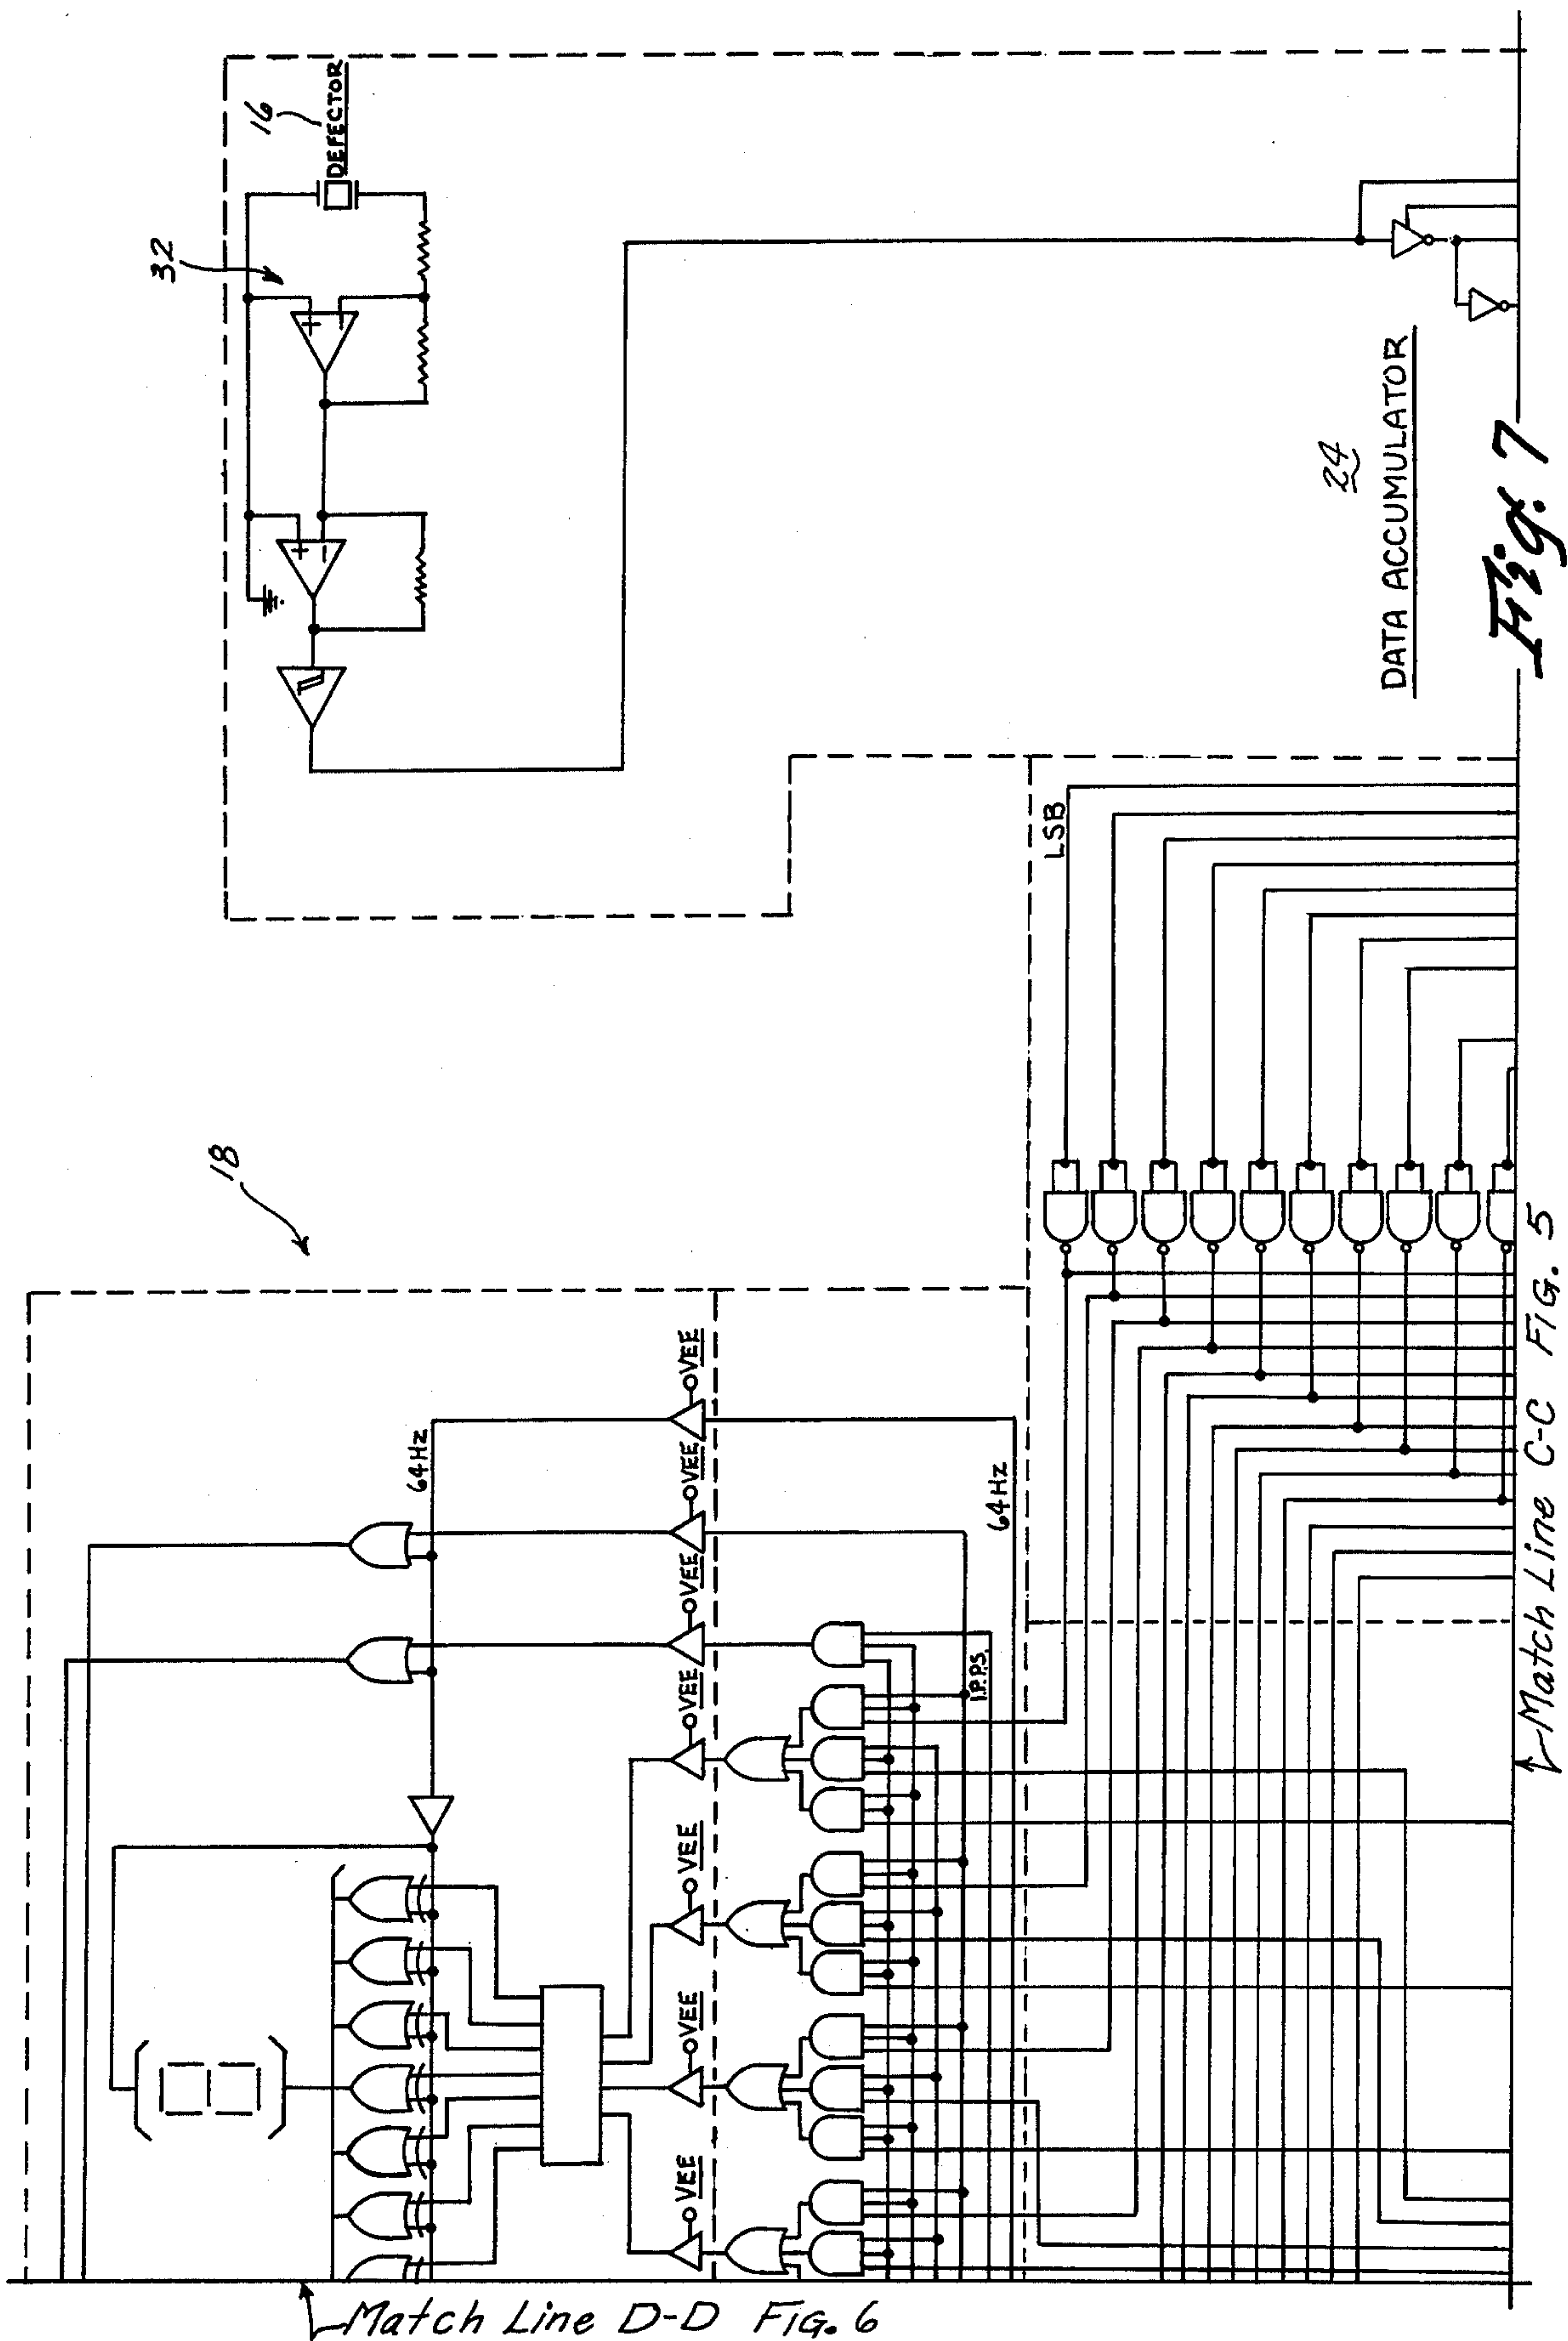 16
DEFECTOR
32
24
DATA ACCUMULATOR
Fig. 7
LSB
18
VEE
VEE
VEE
VEE
VEE
VEE
VEE
64Hz
64Hz
1.P.P.S.
Match Line C-C FIG. 5
Match Line D-D FIG. 6